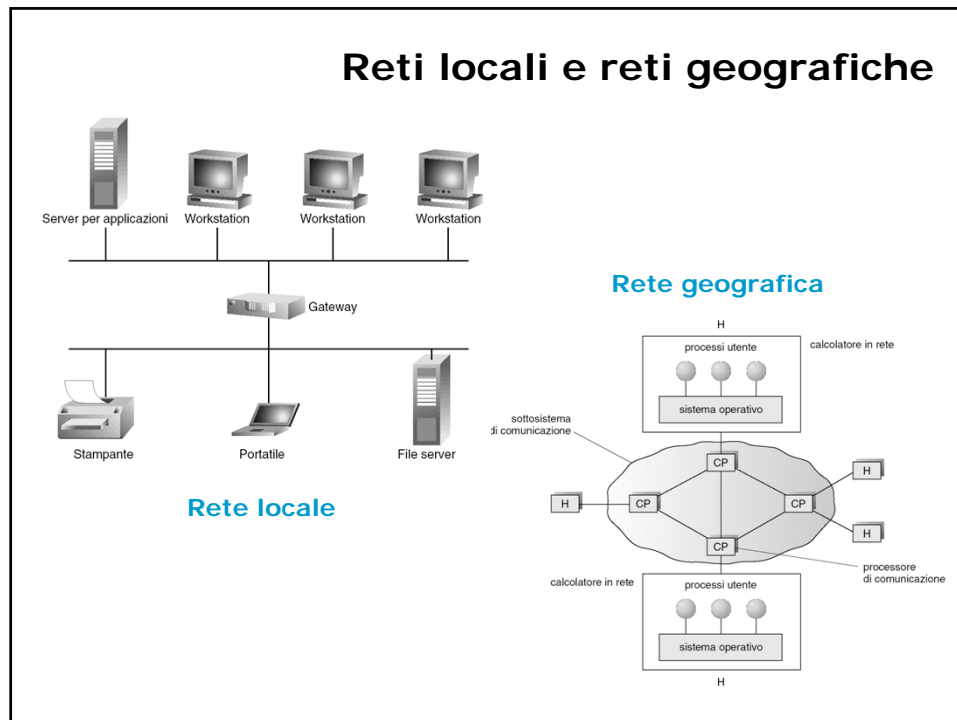 Reti locali e reti geografiche
Server per applicazioni
Workstation
Workstation
Workstation
Gateway
Stampante
Portatile
File server
Rete locale
Rete geografica
H
calcolatore in rete
processi utente
sistema operativo
sottosistema
di comunicazione
CP
H
H
CP
CP
H
CP
processore
di comunicazione
calcolatore in rete
processi utente
sistema operativo
H